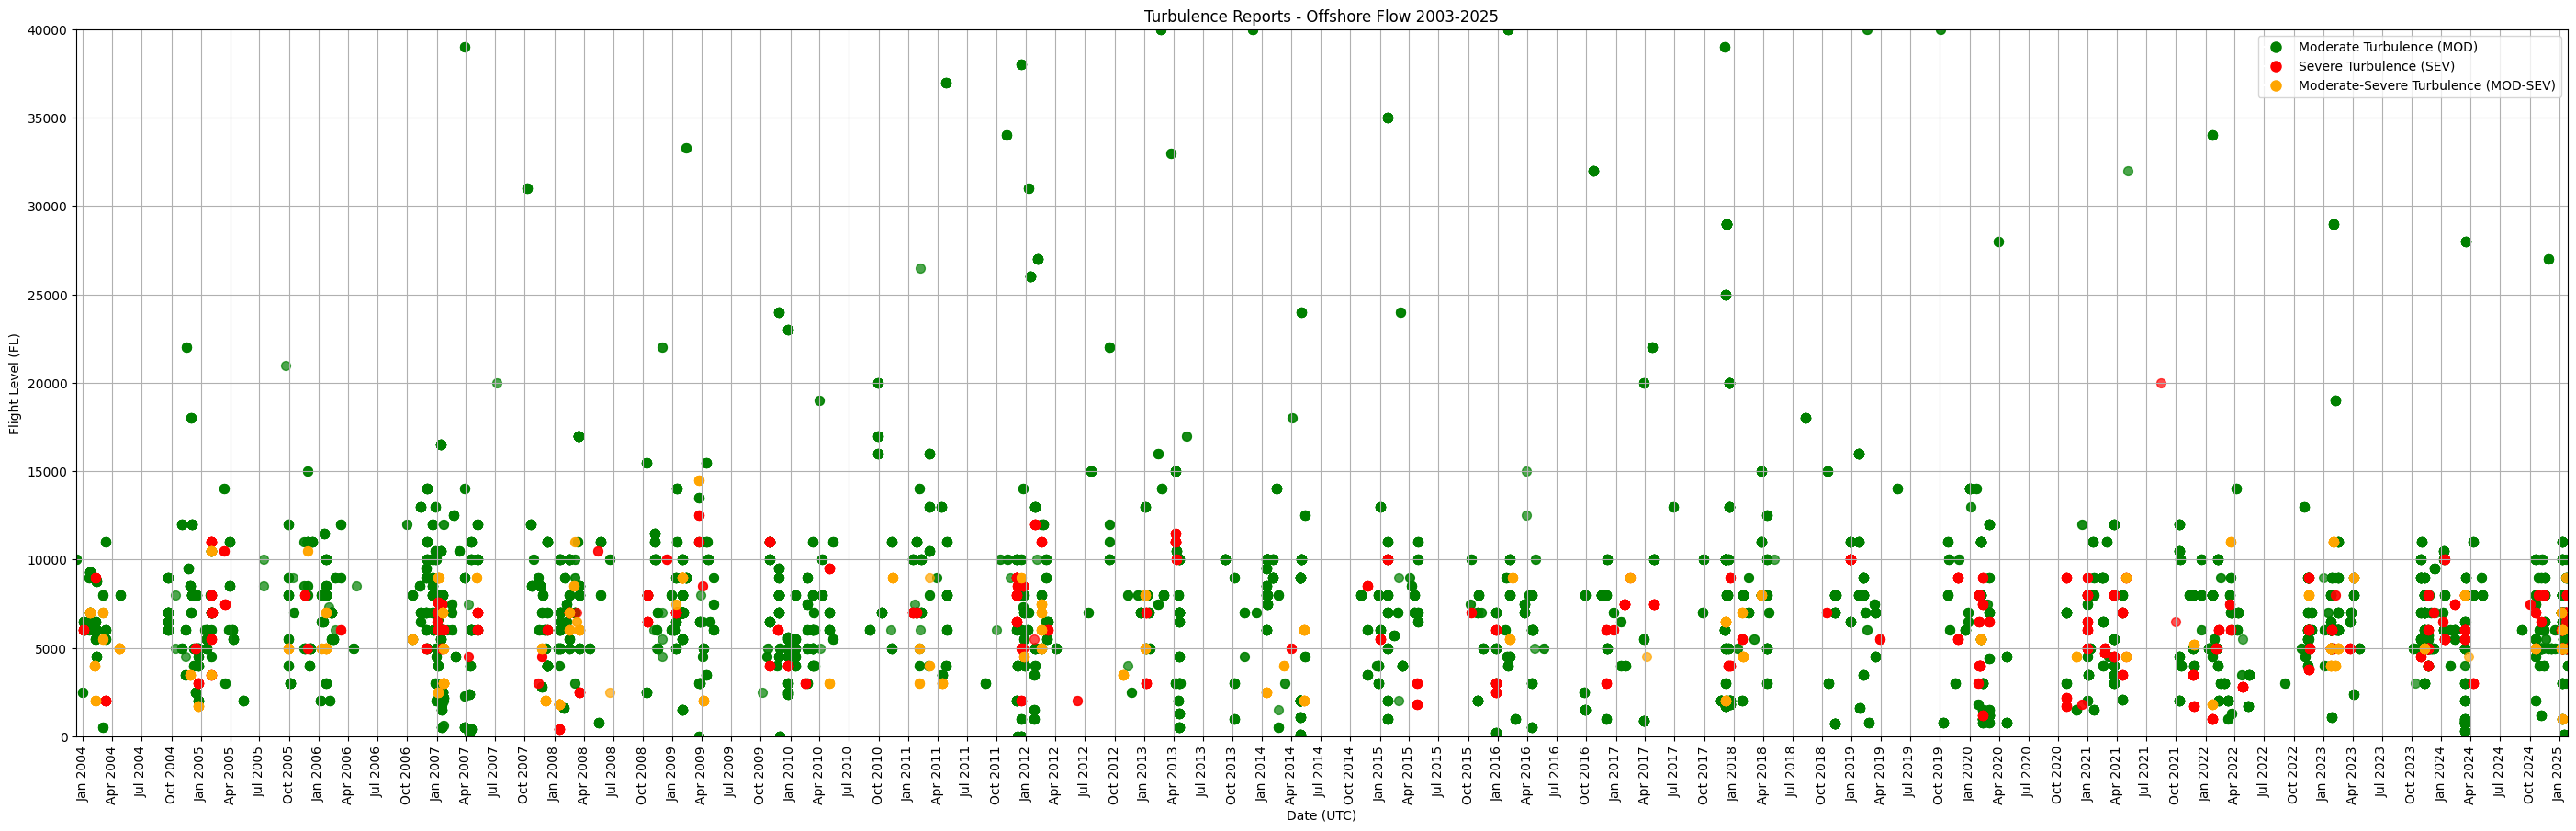 Turbulence Reports - Offshore Flow 2003-2025
Moderate Turbulence (MOD)
Severe Turbulence (SEV)
Moderate-Severe Turbulence (MOD-SEV)
Flight Level (FL)
40000
35000
30000
25000
20000
15000
10000
5000
0
Jan 2004
Apr 2004
Jul 2004
Oct 2004
Jan 2005
Apr 2005
Jul 2005
Oct 2005
Jan 2006
Apr 2006
Jul 2006
Oct 2006
Jan 2007
Apr 2007
Jul 2007
Oct 2007
Jan 2008
Apr 2008
Jul 2008
Oct 2008
Jan 2009
Apr 2009
Jul 2009
Oct 2009
Jan 2010
Apr 2010
Jul 2010
Oct 2010
Jan 2011
Apr 2011
Jul 2011
Oct 2011
Jan 2012
Apr 2012
Jul 2012
Oct 2012
Jan 2013
Apr 2013
Jul 2013
Oct 2013
Jan 2014
Apr 2014
Jul 2014
Oct 2014
Jan 2015
Apr 2015
Jul 2015
Oct 2015
Jan 2016
Apr 2016
Jul 2016
Oct 2016
Jan 2017
Apr 2017
Jul 2017
Oct 2017
Jan 2018
Apr 2018
Jul 2018
Oct 2018
Jan 2019
Apr 2019
Jul 2019
Oct 2019
Jan 2020
Apr 2020
Jul 2020
Oct 2020
Jan 2021
Apr 2021
Jul 2021
Oct 2021
Jan 2022
Apr 2022
Jul 2022
Oct 2022
Jan 2023
Apr 2023
Jul 2023
Oct 2023
Jan 2024
Apr 2024
Jul 2024
Oct 2024
Jan 2025
Date (UTC)